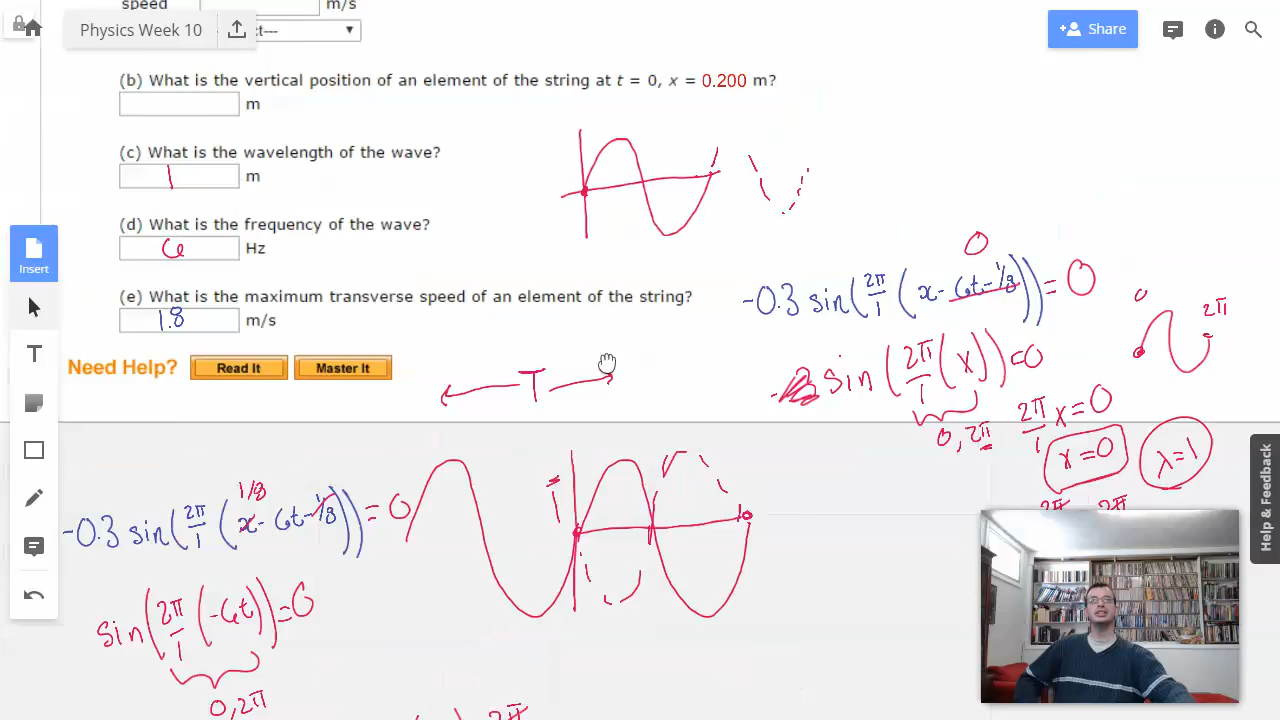 speed m/s
Physics Week 10
ct---
Share
(b) What is the vertical position of an element of the string at t = 0, x = 0.200 m?
m
(c) What is the wavelength of the wave?
1 m
(d) What is the frequency of the wave?
6 Hz
(e) What is the maximum transverse speed of an element of the string?
1.8 m/s
Need Help? Read It Master It
Insert
T
T
0
-0.3 sin(2π/1 (x - 6t - 1/8)) = 0
0
2π
sin(2π/1 (x)) = 0
0, 2π
2π/1 x = 0
x = 0
λ = 1
2π 2π
1/8
-0.3 sin(2π/1 (x - 6t - 1/8)) = 0
sin(2π/1 (-6t)) = 0
0, 2π
2π
Help & Feedback